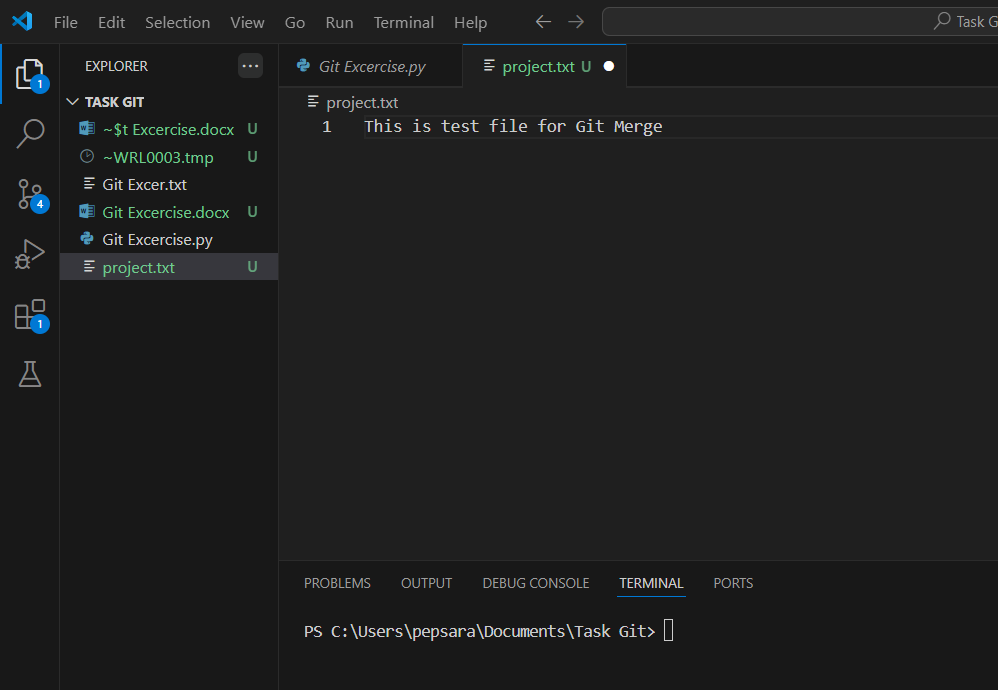 File Edit Selection View Go Run Terminal Help Task G
EXPLORER
1
TASK GIT
~$t Excercise.docx U
~WRL0003.tmp U
Git Excer.txt
4
Git Excercise.docx U
Git Excercise.py
project.txt U
1
Git Excercise.py project.txt U
project.txt
1 This is test file for Git Merge
PROBLEMS OUTPUT DEBUG CONSOLE TERMINAL PORTS
PS C:\Users\pepsara\Documents\Task Git>